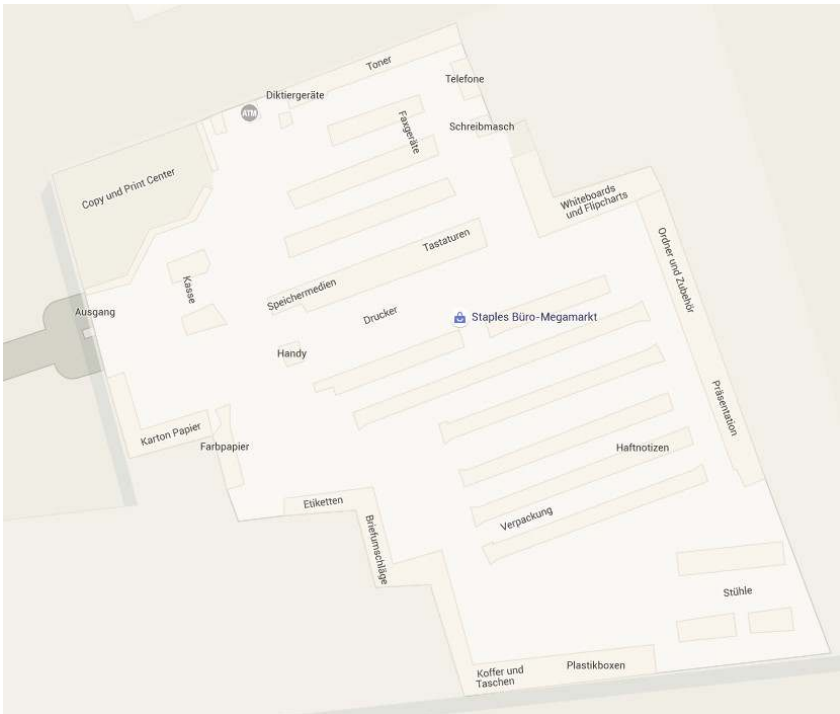 Toner
Telefone
Diktiergeräte
ATM
Faxgeräte
Schreibmasch
Copy und Print Center
Whiteboards
und Flipcharts
Ordner und Zubehör
Tastaturen
Kasse
Speichermedien
Ausgang
Drucker
Staples Büro-Megamarkt
Handy
Präsentation
Karton Papier
Farbpapier
Haftnotizen
Etiketten
Verpackung
Briefumschläge
Stühle
Koffer und
Taschen
Plastikboxen